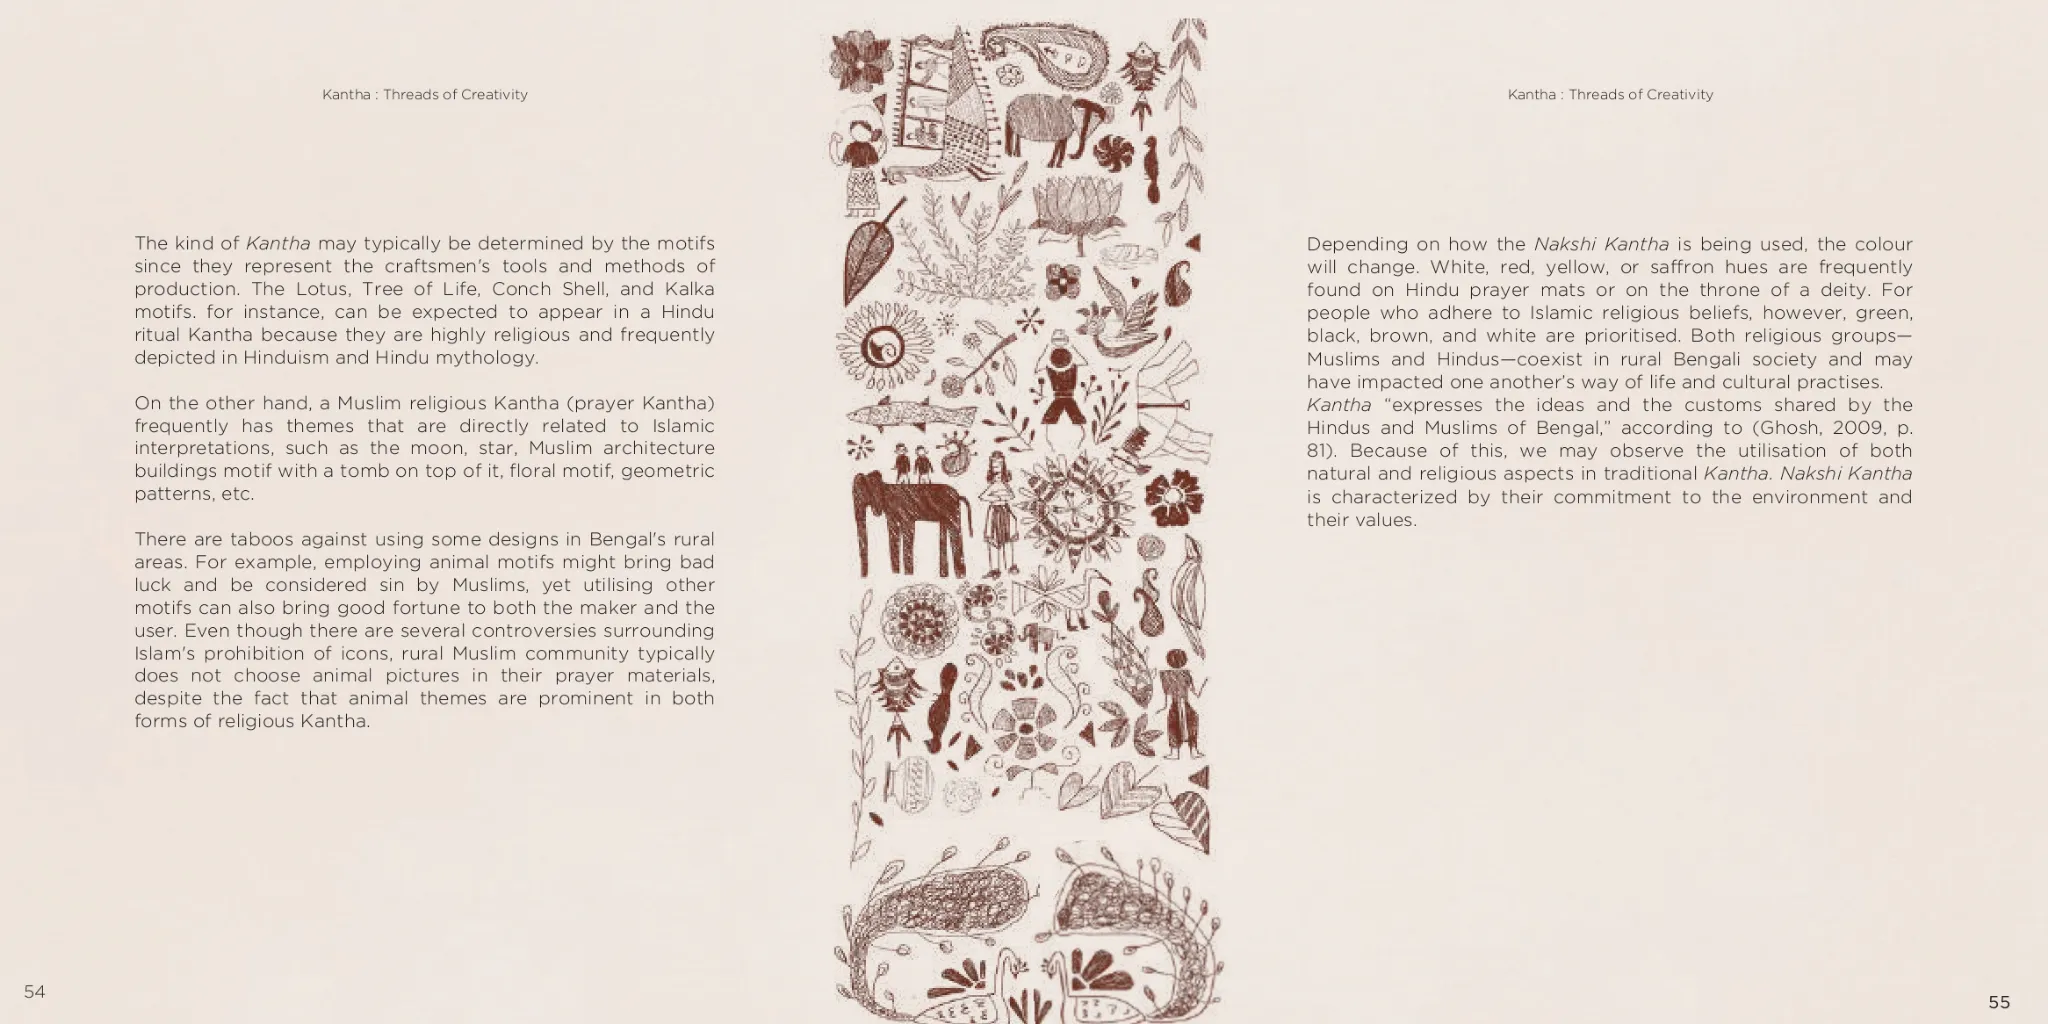 Kantha : Threads of Creativity
The kind of Kantha may typically be determined by the motifs
since they represent the craftsmen's tools and methods of
production. The Lotus, Tree of Life, Conch Shell, and Kalka
motifs. for instance, can be expected to appear in a Hindu
ritual Kantha because they are highly religious and frequently
depicted in Hinduism and Hindu mythology.
On the other hand, a Muslim religious Kantha (prayer Kantha)
frequently has themes that are directly related to Islamic
interpretations, such as the moon, star, Muslim architecture
buildings motif with a tomb on top of it, floral motif, geometric
patterns, etc.
There are taboos against using some designs in Bengal's rural
areas. For example, employing animal motifs might bring bad
luck and be considered sin by Muslims, yet utilising other
motifs can also bring good fortune to both the maker and the
user. Even though there are several controversies surrounding
Islam's prohibition of icons, rural Muslim community typically
does not choose animal pictures in their prayer materials,
despite the fact that animal themes are prominent in both
forms of religious Kantha.
54
Kantha : Threads of Creativity
Depending on how the Nakshi Kantha is being used, the colour
will change. White, red, yellow, or saffron hues are frequently
found on Hindu prayer mats or on the throne of a deity. For
people who adhere to Islamic religious beliefs, however, green,
black, brown, and white are prioritised. Both religious groups—
Muslims and Hindus—coexist in rural Bengali society and may
have impacted one another's way of life and cultural practises.
Kantha “expresses the ideas and the customs shared by the
Hindus and Muslims of Bengal,” according to (Ghosh, 2009, p.
81). Because of this, we may observe the utilisation of both
natural and religious aspects in traditional Kantha. Nakshi Kantha
is characterized by their commitment to the environment and
their values.
55